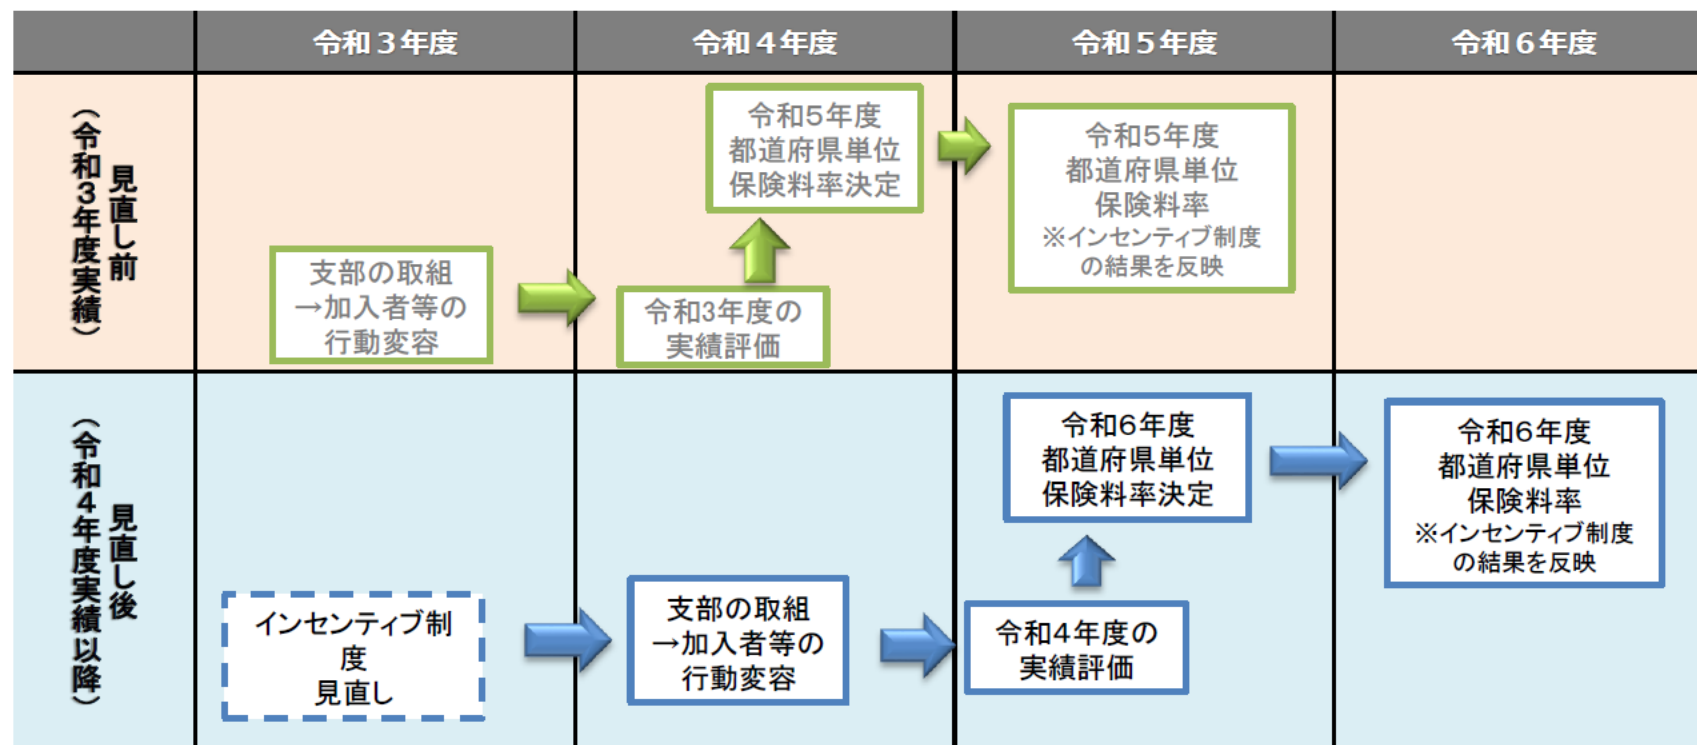 令和３年度
令和４年度
令和５年度
令和６年度
見直し前
（令和３年度実績）
支部の取組
→加入者等の
行動変容
令和3年度の
実績評価
令和5年度
都道府県単位
保険料率決定
令和5年度
都道府県単位
保険料率
※インセンティブ制度
の結果を反映
見直し後
（令和４年度実績以降）
インセンティブ制
度
見直し
支部の取組
→加入者等の
行動変容
令和４年度の
実績評価
令和6年度
都道府県単位
保険料率決定
令和6年度
都道府県単位
保険料率
※インセンティブ制度
の結果を反映